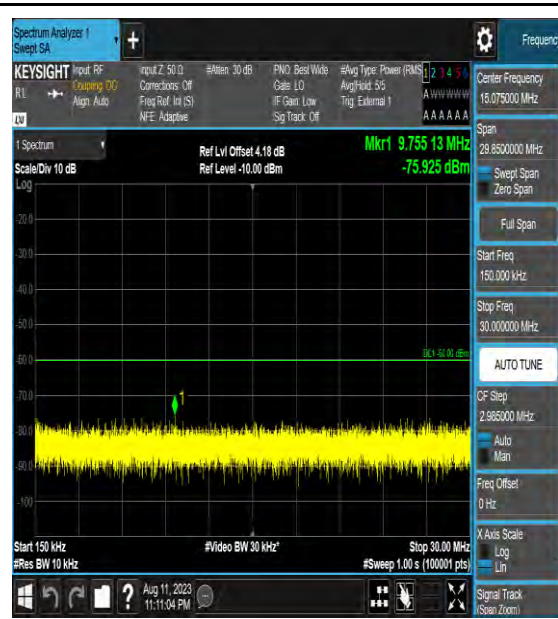 Spectrum Analyzer 1
Swept SA
Frequenc
KEYSIGHT
Input: RF
Input Z: 50 Ω
#Atten: 30 dB
PNO: Best Wide
#Avg Type: Power (RMS
1 2 3 4 5 6
RL
Coupling: DC
Corrections: Off
Gate: LO
Avg|Hold: 5/5
A W W W W W
Align: Auto
Freq Ref: Int (S)
IF Gain: Low
Trig: External 1
NFE: Adaptive
Sig Track: Off
A A A A A A
LW
1 Spectrum
Ref Lvl Offset 4.18 dB
Mkr1 9.755 13 MHz
Scale/Div 10 dB
Ref Level -10.00 dBm
-75.925 dBm
Log
-20.0
-30.0
-40.0
-50.0
DL1 -60.00 dBm
-60.0
-70.0
1
-80.0
-90.0
-100
Start 150 kHz
#Video BW 30 kHz*
Stop 30.00 MHz
#Res BW 10 kHz
#Sweep 1.00 s (100001 pts)
Aug 11, 2023
11:11:04 PM
Center Frequency
15.075000 MHz
Span
29.8500000 MHz
Swept Span
Zero Span
Full Span
Start Freq
150.000 kHz
Stop Freq
30.000000 MHz
AUTO TUNE
CF Step
2.985000 MHz
Auto
Man
Freq Offset
0 Hz
X Axis Scale
Log
Lin
Signal Track
(Span Zoom)